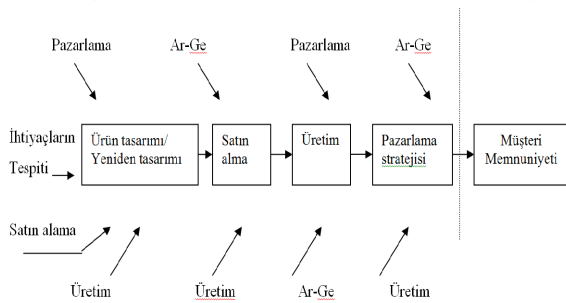 Pazarlama
Ar-Ge
Pazarlama
Ar-Ge
İhtiyaçların
Tespiti
Ürün tasarımı/
Yeniden tasarımı
Satın
alma
Üretim
Pazarlama
stratejisi
Müşteri
Memnuniyeti
Satın alama
Üretim
Üretim
Ar-Ge
Üretim